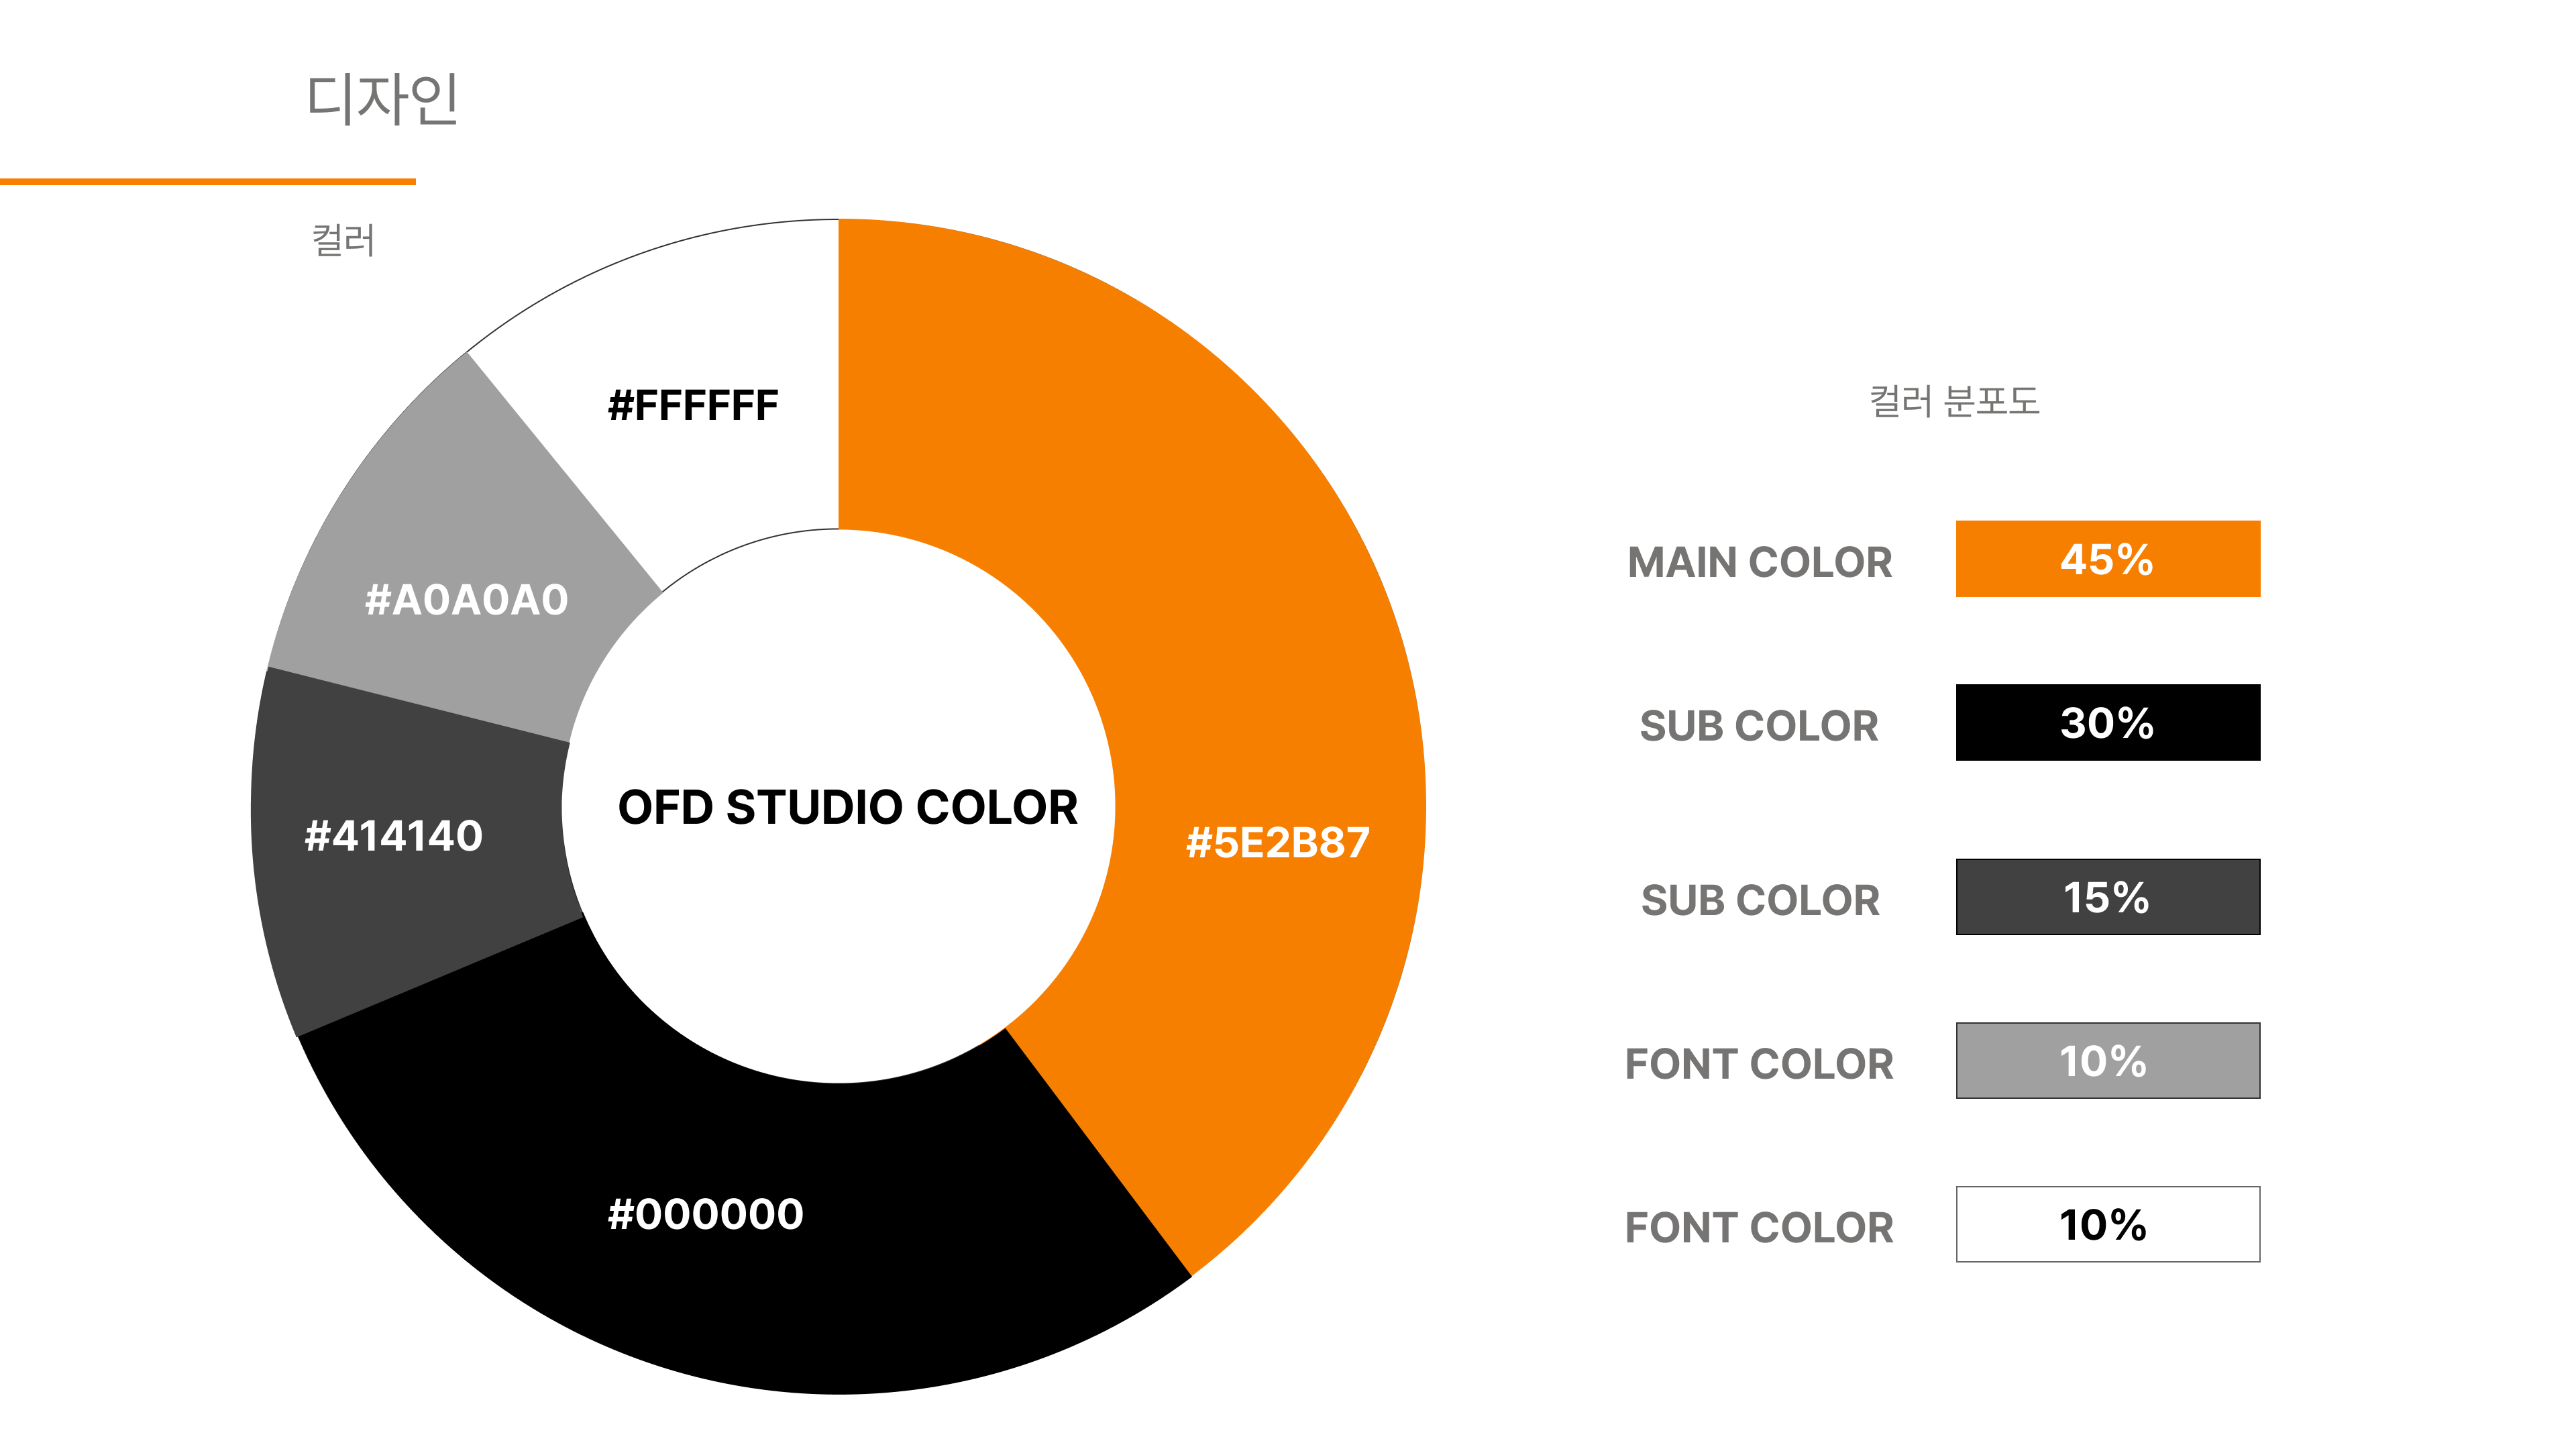 디자인
컬러
#FFFFFF
#A0A0A0
#414140
OFD STUDIO COLOR
#5E2B87
#000000
컬러 분포도
MAIN COLOR 45%
SUB COLOR 30%
SUB COLOR 15%
FONT COLOR 10%
FONT COLOR 10%